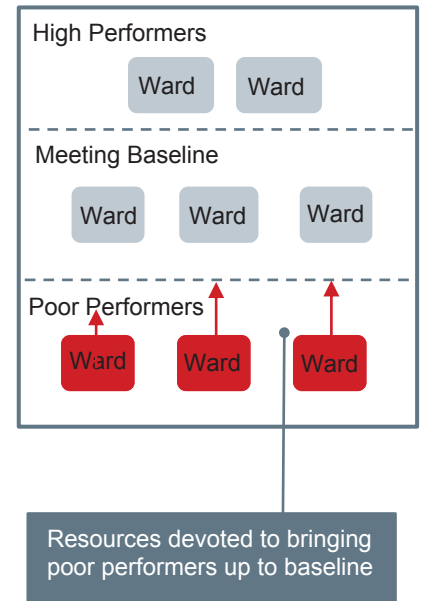 High Performers
Ward Ward
Meeting Baseline
Ward Ward Ward
Poor Performers
Ward Ward Ward
Resources devoted to bringing
poor performers up to baseline